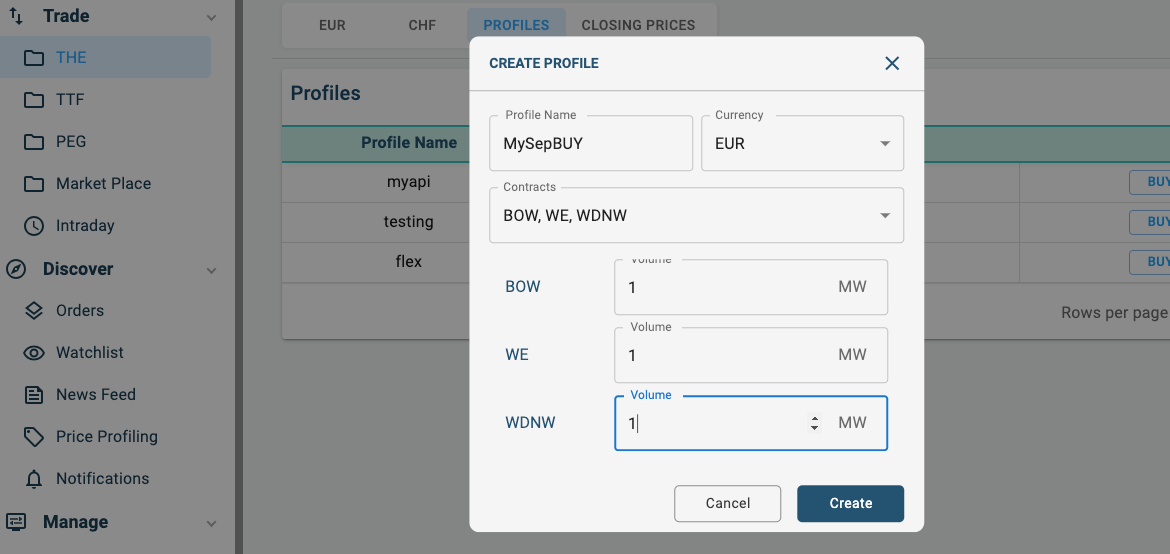 Trade
THE
TTF
PEG
Market Place
Intraday
Discover
Orders
Watchlist
News Feed
Price Profiling
Notifications
Manage
EUR CHF PROFILES CLOSING PRICES
Profiles
Profile Name
myapi BUY
testing BUY
flex BUY
Rows per page
CREATE PROFILE
Profile Name
MySepBUY
Currency
EUR
Contracts
BOW, WE, WDNW
BOW
Volume
1 MW
WE
Volume
1 MW
WDNW
Volume
1 MW
Cancel Create